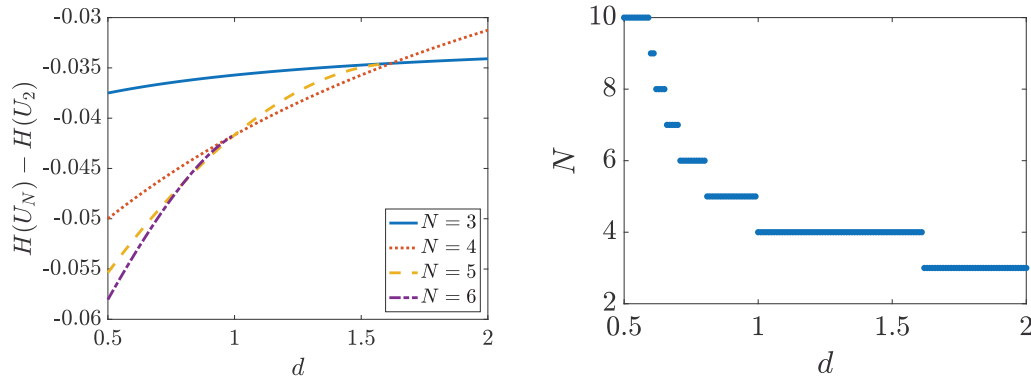 -0.03
-0.035
-0.04
-0.045
-0.05
-0.055
-0.06
H(U_N) − H(U_2)
0.5 1 1.5 2
d
N = 3
N = 4
N = 5
N = 6
10
8
6
4
2
N
0.5 1 1.5 2
d